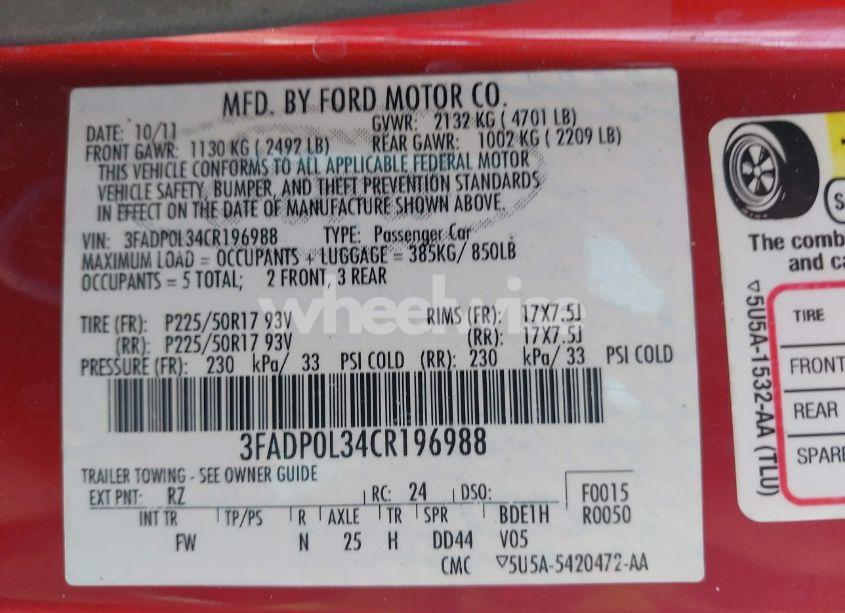 MFD. BY FORD MOTOR CO.
DATE: 10/11 GVWR: 2132 KG ( 4701 LB)
FRONT GAWR: 1130 KG ( 2492 LB) REAR GAWR: 1002 KG ( 2209 LB)
THIS VEHICLE CONFORMS TO ALL APPLICABLE FEDERAL MOTOR
VEHICLE SAFETY, BUMPER, AND THEFT PREVENTION STANDARDS
IN EFFECT ON THE DATE OF MANUFACTURE SHOWN ABOVE.
VIN: 3FADP0L34CR196988 TYPE: Passenger Car
MAXIMUM LOAD = OCCUPANTS + LUGGAGE = 385KG/ 850LB
OCCUPANTS = 5 TOTAL; 2 FRONT, 3 REAR
wheelwise
TIRE (FR): P225/50R17 93V RIMS (FR): 17X7.5J
(RR): P225/50R17 93V (RR): 17X7.5J
PRESSURE (FR): 230 kPa/ 33 PSI COLD (RR): 230 kPa/ 33 PSI COLD
3FADP0L34CR196988
TRAILER TOWING - SEE OWNER GUIDE
EXT PNT: RZ RC: 24 DSO: F0015
INT TR TP/PS R AXLE TR SPR BDE1H R0050
FW N 25 H DD44 V05
CMC ▽5U5A-5420472-AA
The comb
and ca
▽5U5A-1532-AA (TLU)
TIRE
FRONT
REAR
SPARE